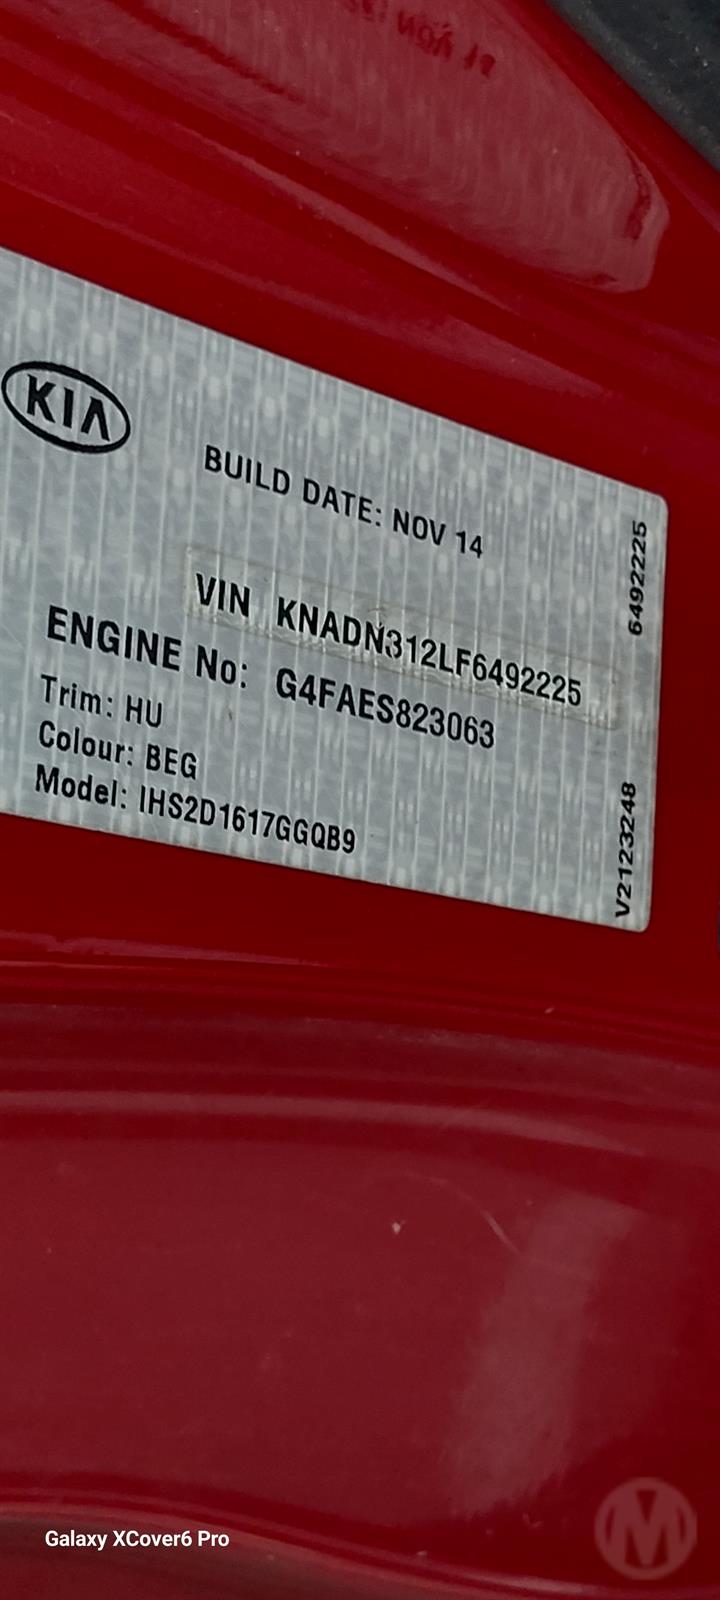 KIA
BUILD DATE: NOV 14
VIN KNADN312LF6492225
ENGINE No: G4FAES823063
Trim: HU
Colour: BEG
Model: IHS2D1617GGQB9
6492225
V2123248
Galaxy XCover6 Pro
M